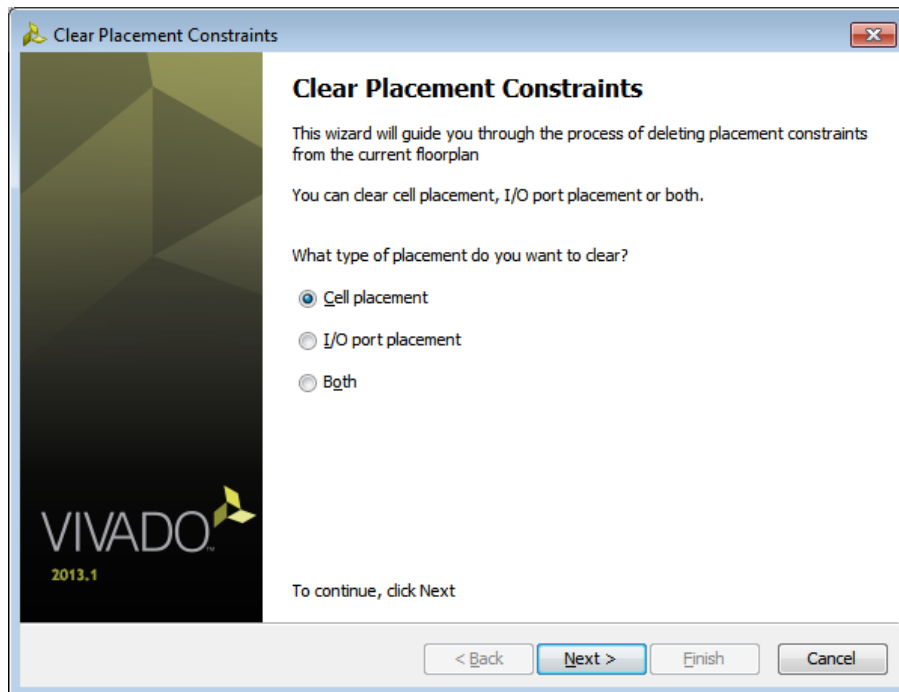 Clear Placement Constraints
Clear Placement Constraints
This wizard will guide you through the process of deleting placement constraints
from the current floorplan
You can clear cell placement, I/O port placement or both.
What type of placement do you want to clear?
Cell placement
I/O port placement
Both
VIVADO™
2013.1
To continue, click Next
< Back
Next >
Finish
Cancel